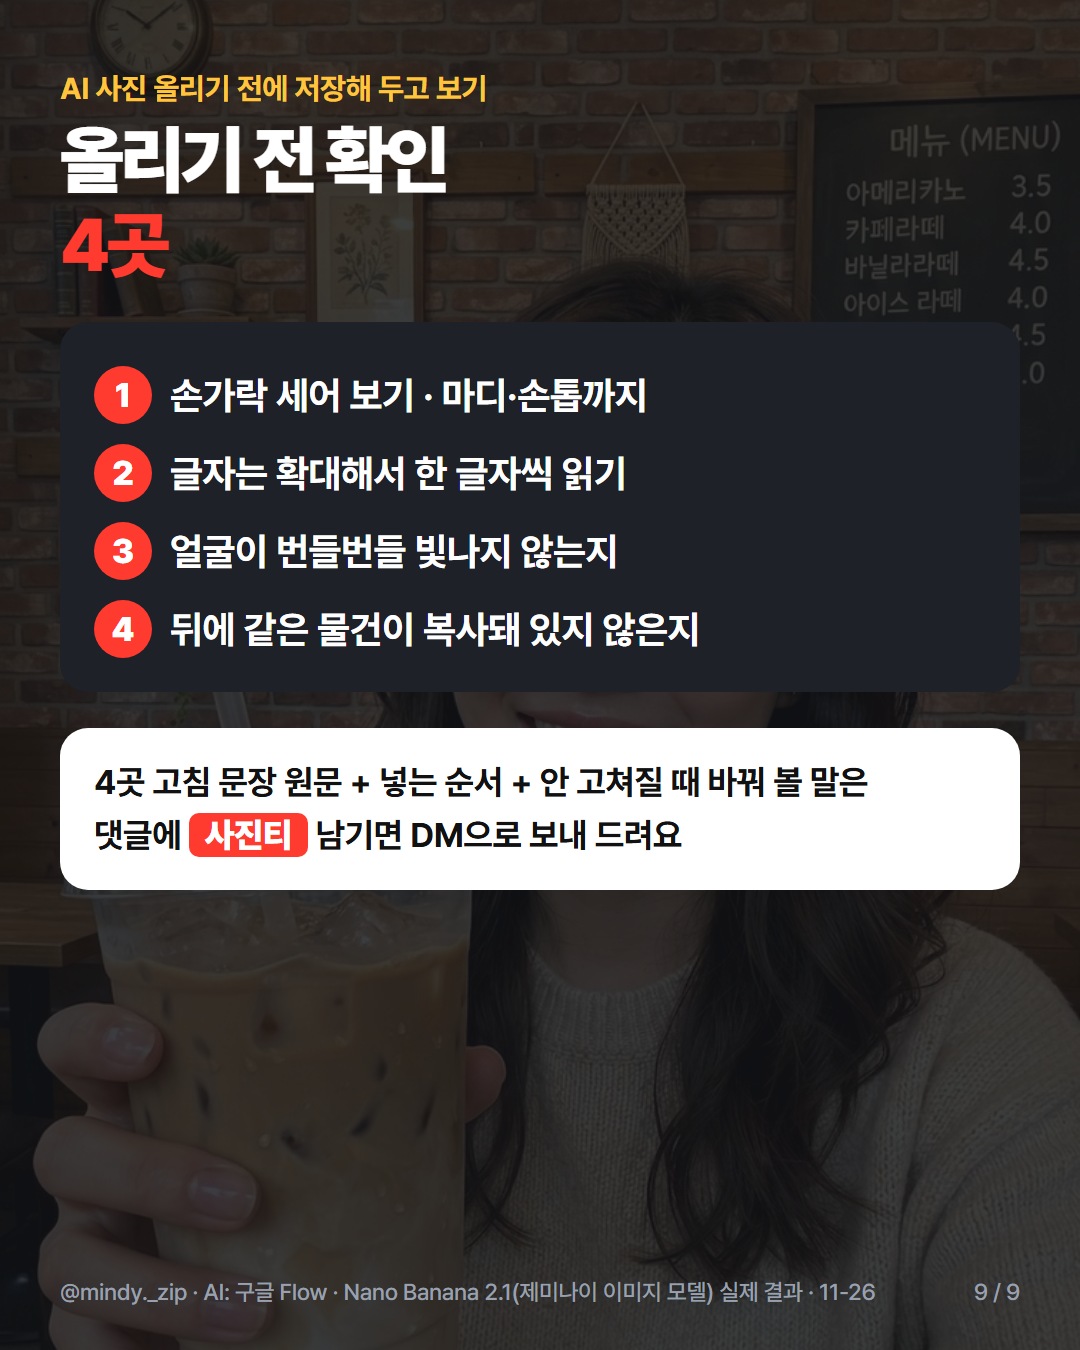 AI 사진 올리기 전에 저장해 두고 보기
올리기 전 확인
4곳
메뉴 (MENU)
아메리카노 3.5
카페라떼 4.0
바닐라라떼 4.5
아이스 라떼 4.0
4.5
.0
1 손가락 세어 보기 · 마디·손톱까지
2 글자는 확대해서 한 글자씩 읽기
3 얼굴이 번들번들 빛나지 않는지
4 뒤에 같은 물건이 복사돼 있지 않은지
4곳 고침 문장 원문 + 넣는 순서 + 안 고쳐질 때 바꿔 볼 말은
댓글에 사진티 남기면 DM으로 보내 드려요
@mindy._zip · AI: 구글 Flow · Nano Banana 2.1(제미나이 이미지 모델) 실제 결과 · 11-26
9 / 9